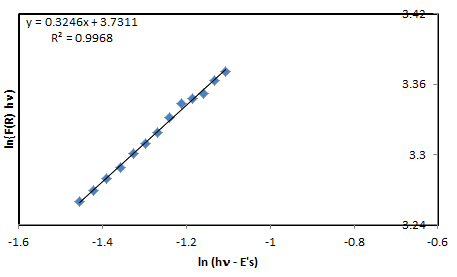 y = 0.3246x + 3.7311
R² = 0.9968
3.42
3.36
3.3
3.24
ln(F(R) hν)
-1.6 -1.4 -1.2 -1 -0.8 -0.6
ln (hν - E's)